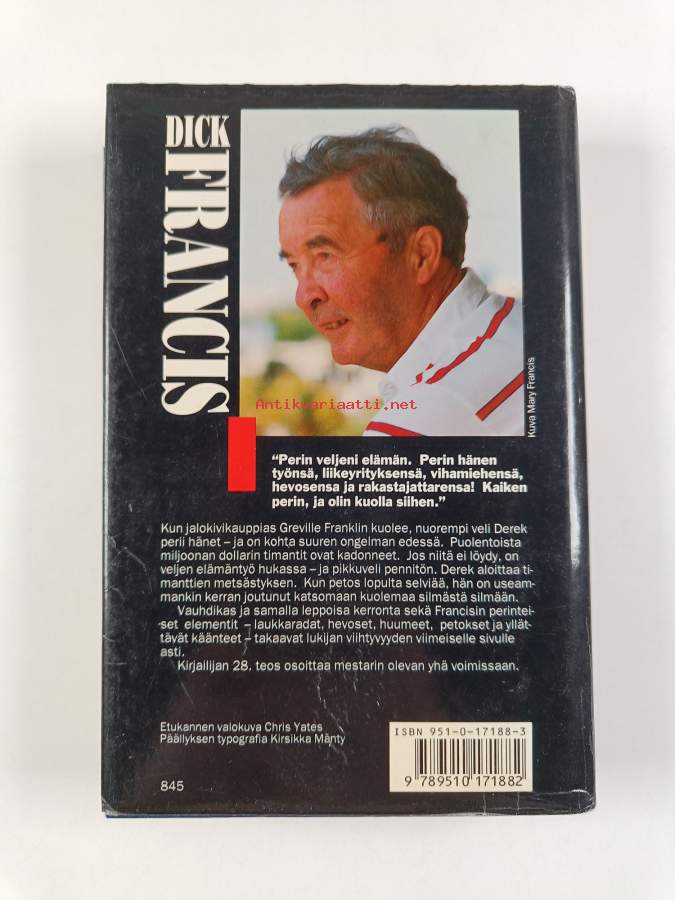 DICK
FRANCIS
Antikvariaatti.net
Kuva Mary Francis
“Perin veljeni elämän. Perin hänen
työnsä, liikeyrityksensä, vihamiehensä,
hevosensa ja rakastajattarensa! Kaiken
perin, ja olin kuolla siihen.”
Kun jalokivikauppias Greville Franklin kuolee, nuorempi veli Derek
perii hänet – ja on kohta suuren ongelman edessä. Puolentoista
miljoonan dollarin timantit ovat kadonneet. Jos niitä ei löydy, on
veljen elämäntyö hukassa – ja pikkuveli pennitön. Derek aloittaa ti-
manttien metsästyksen. Kun petos lopulta selviää, hän on useam-
mankin kerran joutunut katsomaan kuolemaa silmästä silmään.
Vauhdikas ja samalla leppoisa kerronta sekä Francisin perintei-
set elementit – laukkaradat, hevoset, huumeet, petokset ja yllät-
tävät käänteet – takaavat lukijan viihtyvyyden viimeiselle sivulle
asti.
Kirjailijan 28. teos osoittaa mestarin olevan yhä voimissaan.
Etukannen valokuva Chris Yates
Päällyksen typografia Kirsikka Mänty
845
ISBN 951-0-17188-3
9 789510 171882